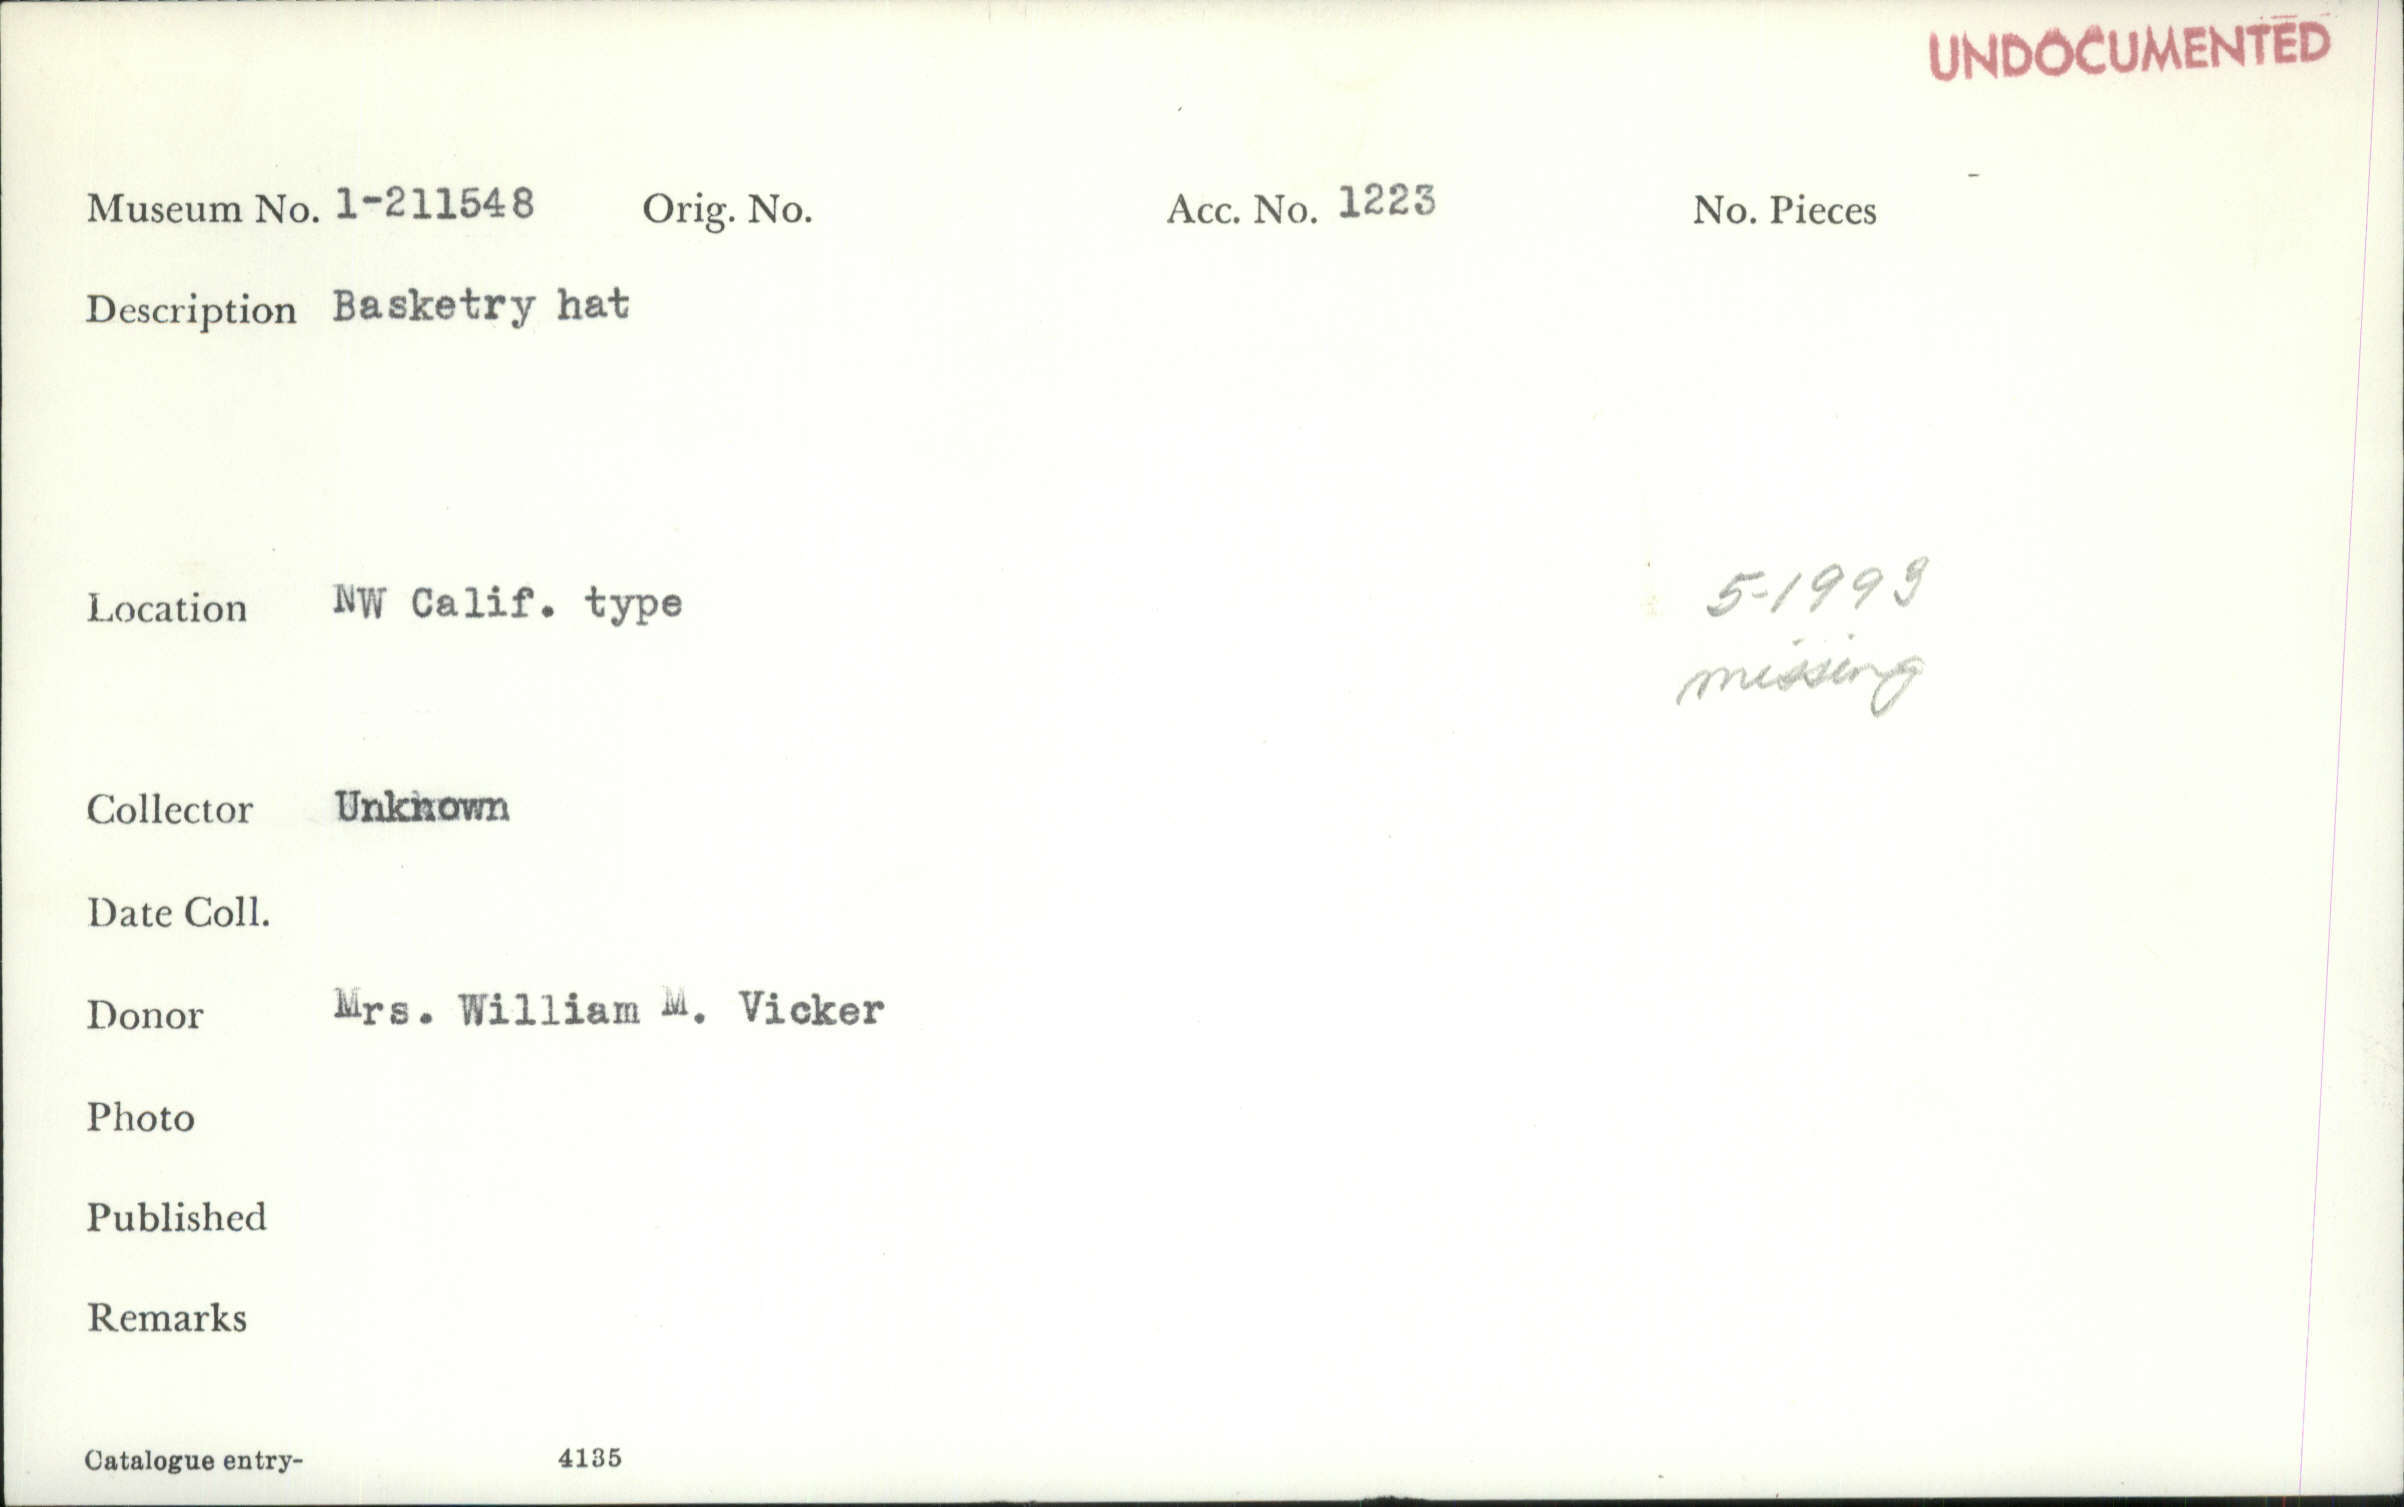 UNDOCUMENTED
Museum No. 1-211548 Orig. No. Acc. No. 1223 No. Pieces
Description Basketry hat
Location NW Calif. type
5-1993
missing
Collector Unknown
Date Coll.
Donor Mrs. William M. Vicker
Photo
Published
Remarks
Catalogue entry- 4135